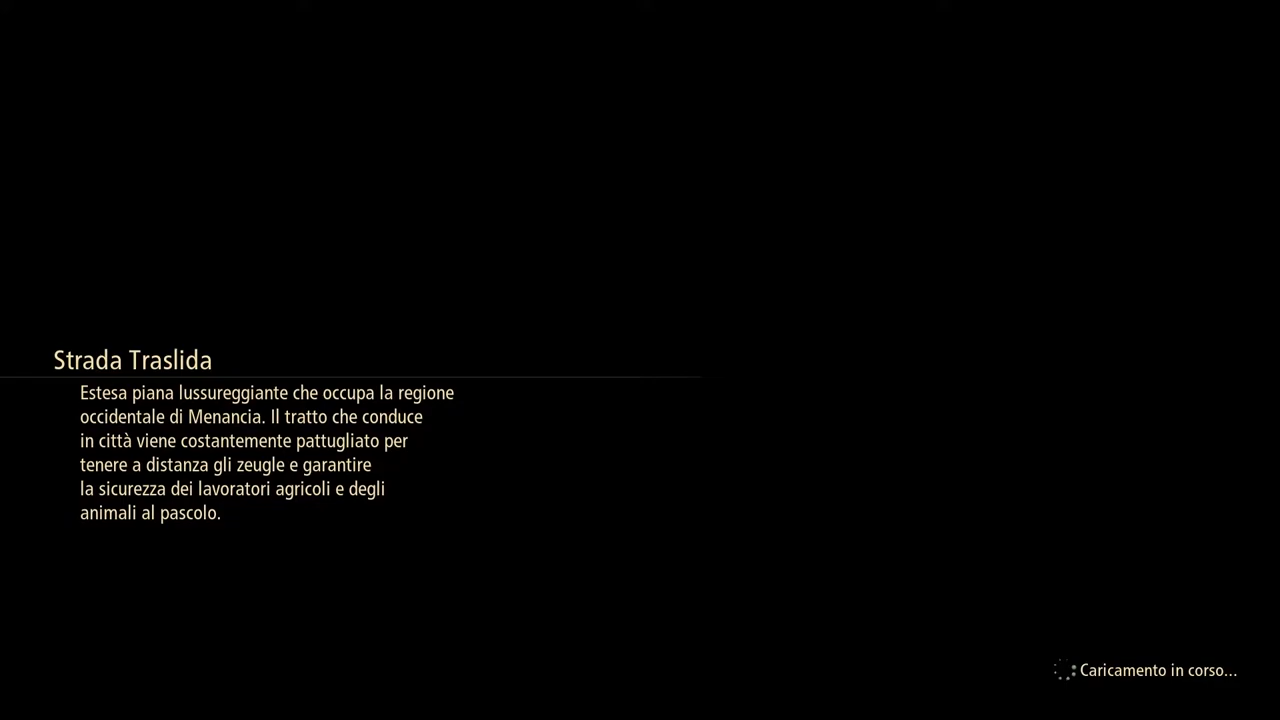 Strada Traslida
Estesa piana lussureggiante che occupa la regione
occidentale di Menancia. Il tratto che conduce
in città viene costantemente pattugliato per
tenere a distanza gli zeugle e garantire
la sicurezza dei lavoratori agricoli e degli
animali al pascolo.
Caricamento in corso...